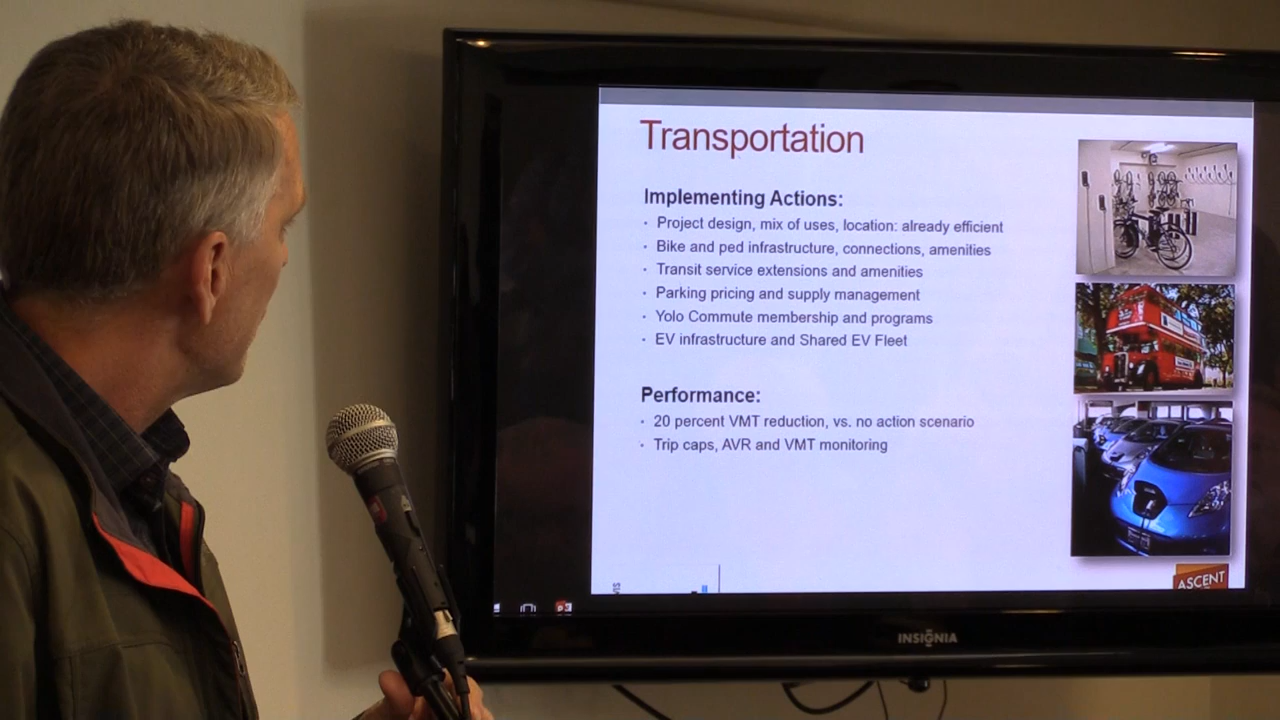 Transportation
Implementing Actions:
· Project design, mix of uses, location: already efficient
· Bike and ped infrastructure, connections, amenities
· Transit service extensions and amenities
· Parking pricing and supply management
· Yolo Commute membership and programs
· EV infrastructure and Shared EV Fleet
Performance:
· 20 percent VMT reduction, vs. no action scenario
· Trip caps, AVR and VMT monitoring
ASCENT
INSIGNIA